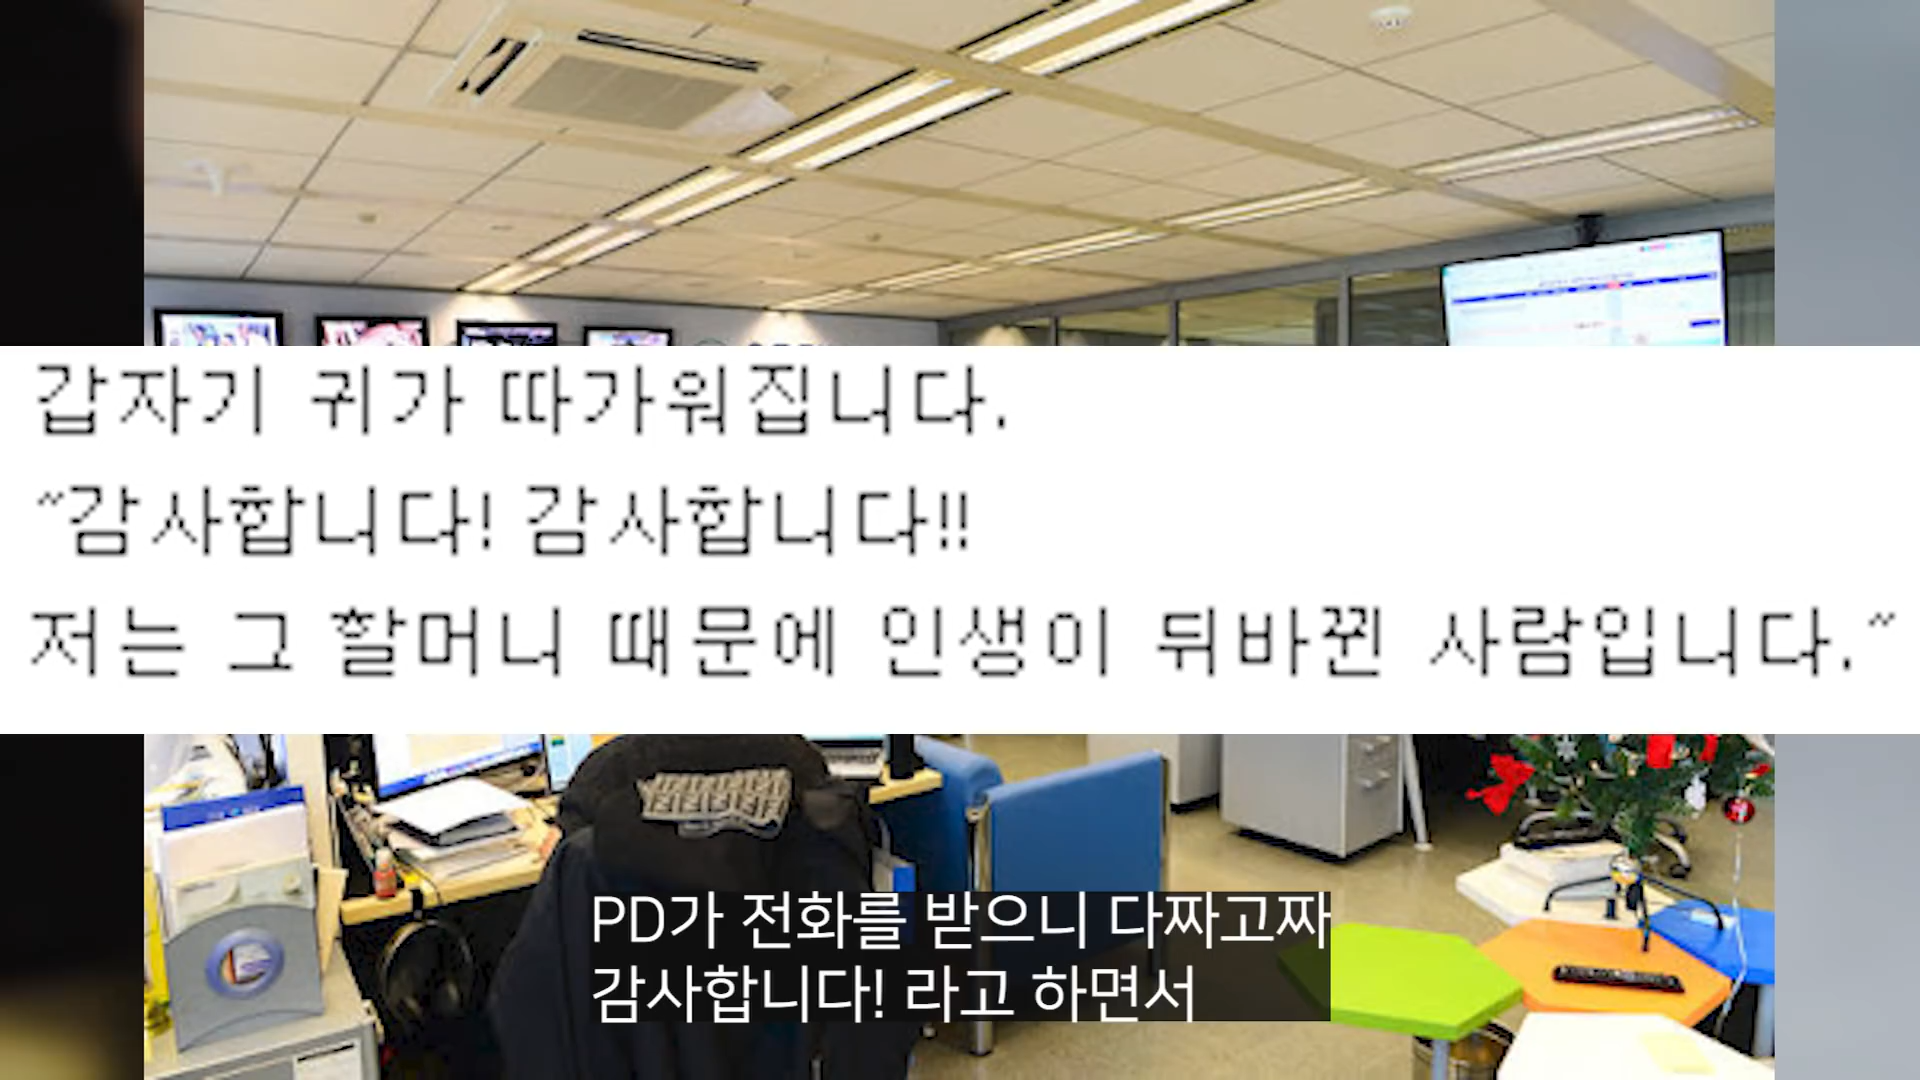 갑자기 귀가 따가워집니다.
"감사합니다! 감사합니다!!
저는 그 할머니 때문에 인생이 뒤바뀐 사람입니다."
PD가 전화를 받으니 다짜고짜
감사합니다! 라고 하면서